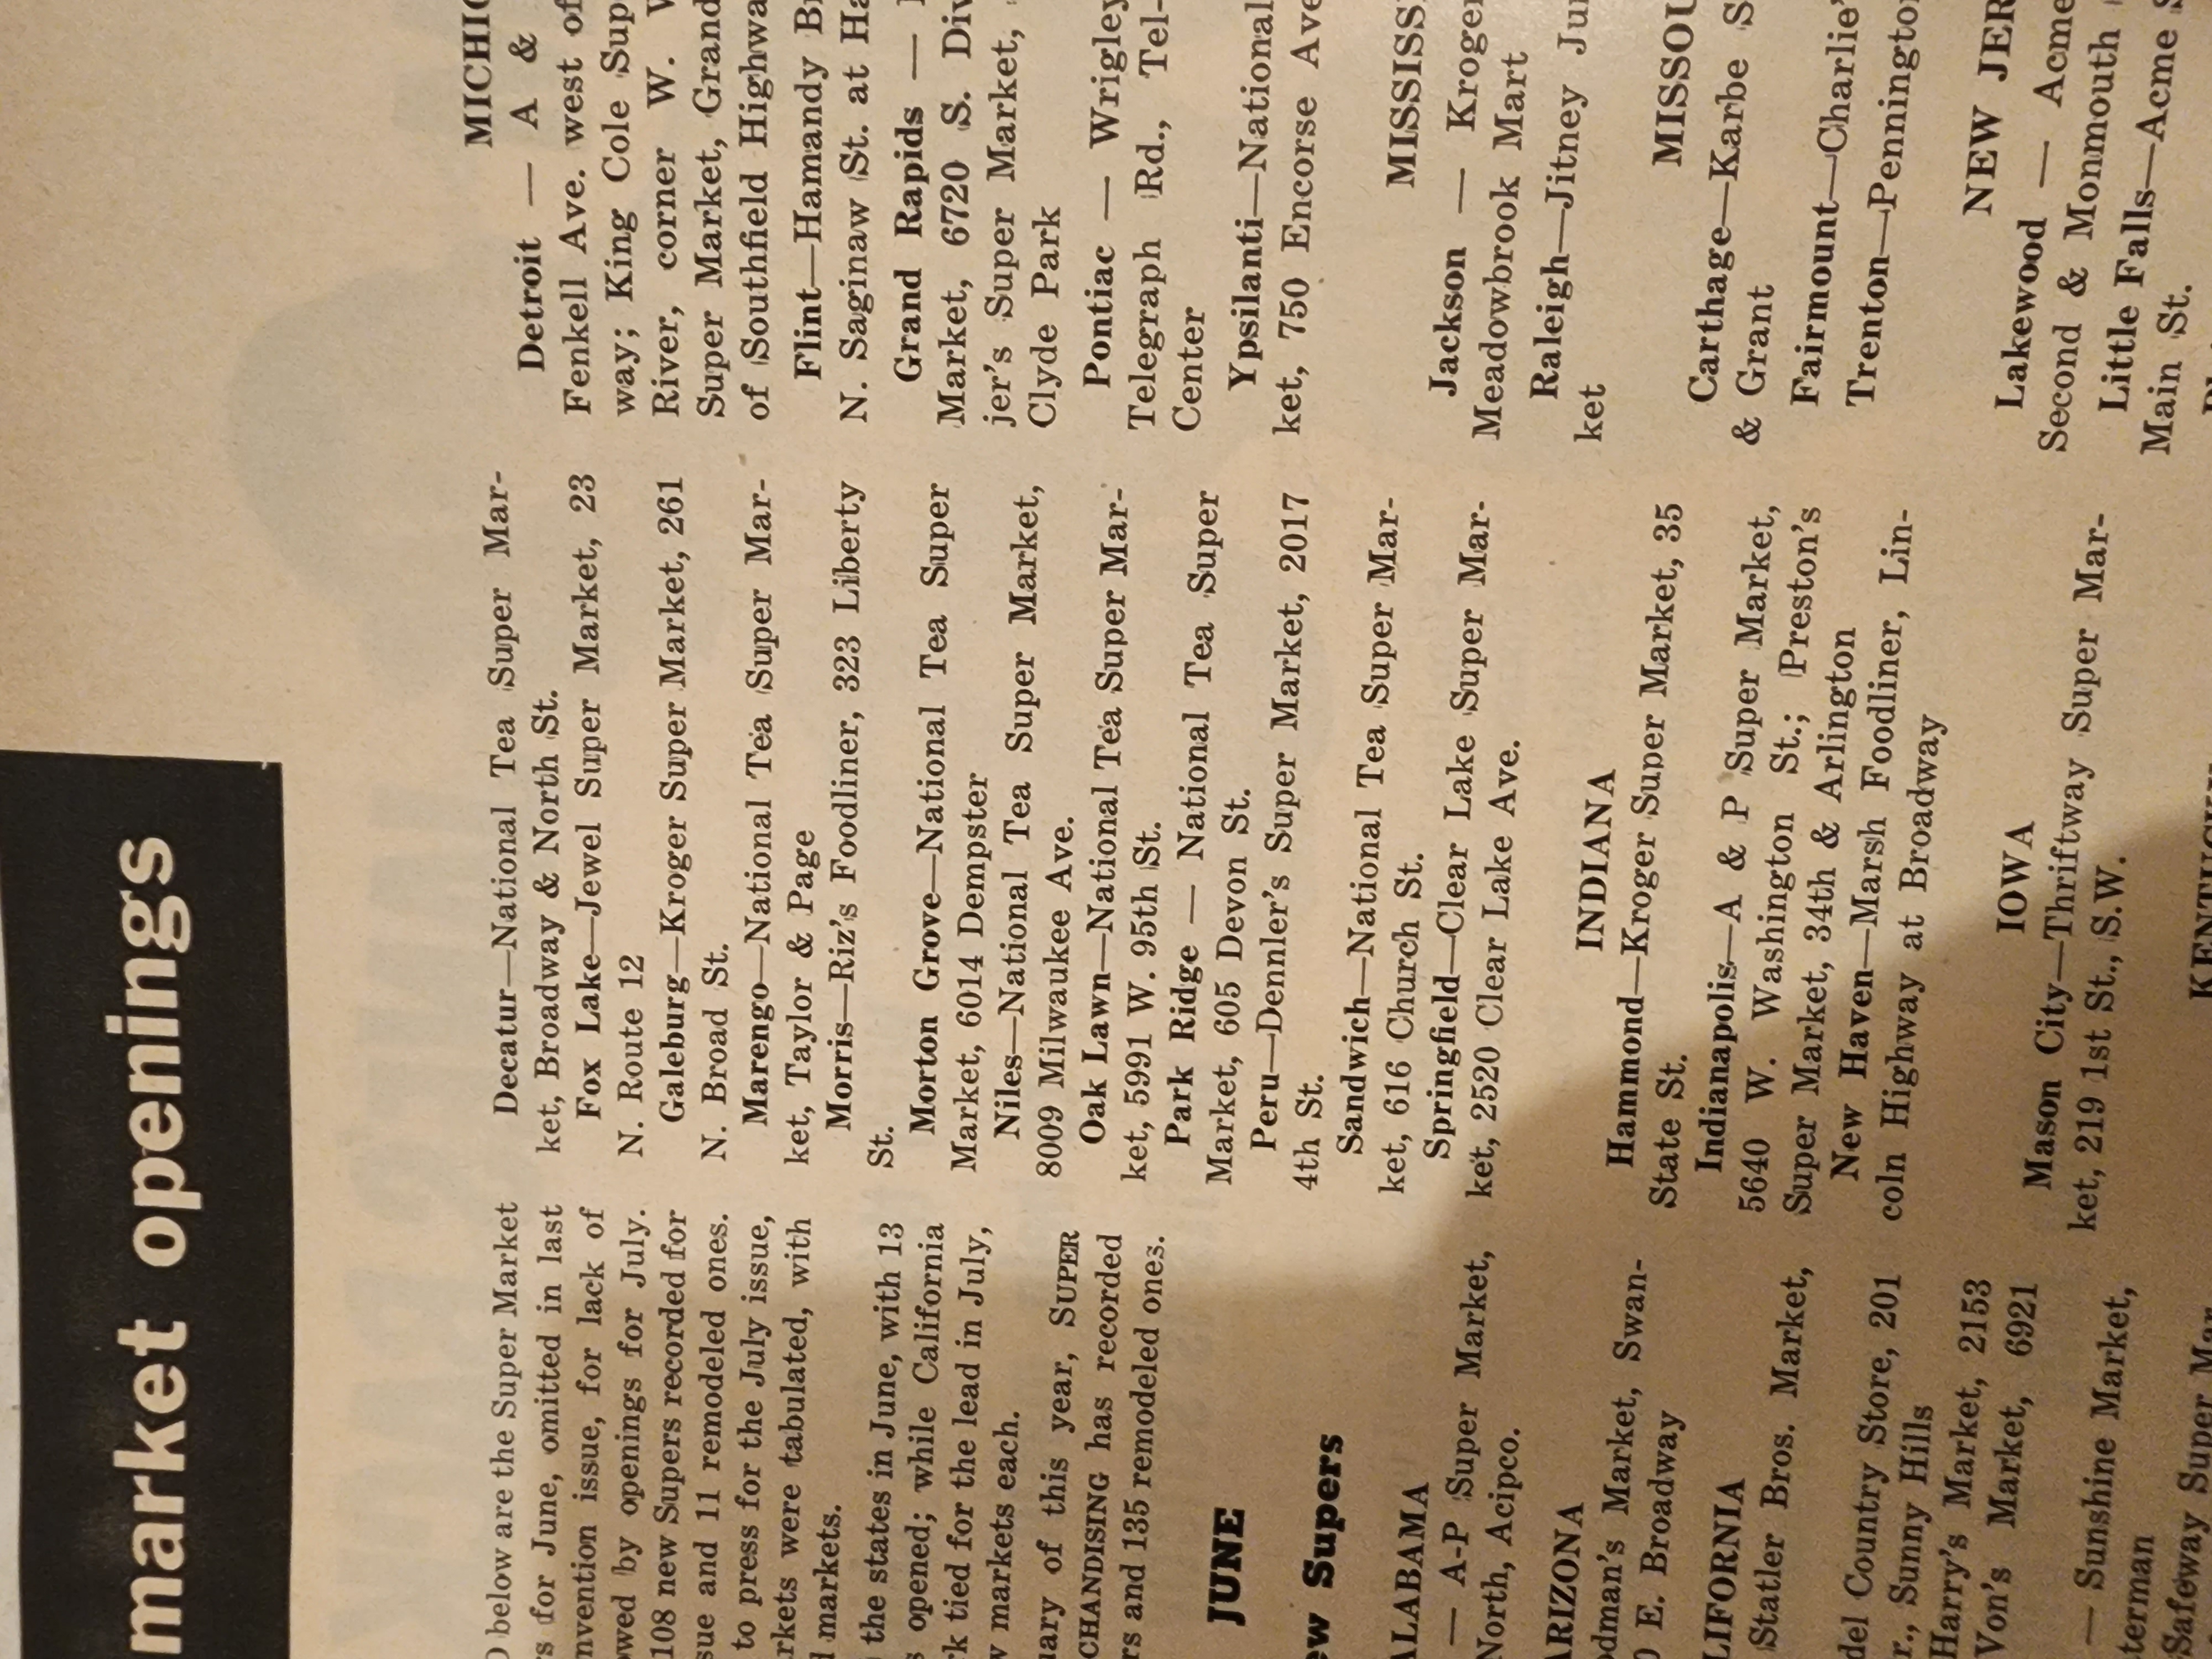 market openings
below are the Super Market
for June, omitted in last
issue, for lack of
by openings for July.
108 new Supers recorded for
and 11 remodeled ones.
to press for the July issue,
were tabulated, with
markets.
the states in June, with 13
opened; while California
tied for the lead in July,
markets each.
of this year, SUPER
has recorded
and 135 remodeled ones.
JUNE
Supers
ALABAMA
— A-P Super Market,
North, Acipco.
ARIZONA
Market, Swan-
E. Broadway
Statler Bros. Market,
Country Store, 201
Sunny Hills
Harry's Market, 2153
Von's Market, 6921
— Sunshine Market,
Safeway Super
Decatur—National Tea Super Mar-
ket, Broadway & North St.
Fox Lake—Jewel Super Market, 23
N. Route 12
Galeburg—Kroger Super Market, 261
N. Broad St.
Marengo—National Tea Super Mar-
ket, Taylor & Page
Morris—Riz's Foodliner, 323 Liberty
St.
Morton Grove—National Tea Super
Market, 6014 Dempster
Niles—National Tea Super Market,
8009 Milwaukee Ave.
Oak Lawn—National Tea Super Mar-
ket, 5991 W. 95th St.
Park Ridge — National Tea Super
Market, 605 Devon St.
Peru—Dennler's Super Market, 2017
4th St.
Sandwich—National Tea Super Mar-
ket, 616 Church St.
Springfield—Clear Lake Super Mar-
ket, 2520 Clear Lake Ave.
INDIANA
Hammond—Kroger Super Market, 35
State St.
Indianapolis—A & P Super Market,
5640 W. Washington St.; Preston's
Super Market, 34th & Arlington
New Haven—Marsh Foodliner, Lin-
coln Highway at Broadway
IOWA
Mason City—Thriftway Super Mar-
ket, 219 1st St., S.W.
KENTUCKY
Detroit — A &
Fenkell Ave. west of
way; King Cole
River, corner W.
Super Market, Grand
of Southfield
Flint—Hamandy
N. Saginaw St. at
Grand Rapids —
Market, 6720 S.
jer's Super Market,
Clyde Park
Pontiac — Wrigley
Telegraph Rd., Tel-
Center
Ypsilanti—National
ket, 750 Encorse Ave
Jackson — Kroger
Meadowbrook Mart
Raleigh—Jitney
ket
Carthage—Karbe
& Grant
Fairmount—Charlie'
Trenton—Pennington
NEW JER
Lakewood — Acme
Second & Monmouth
Little Falls—Acme
Main St.